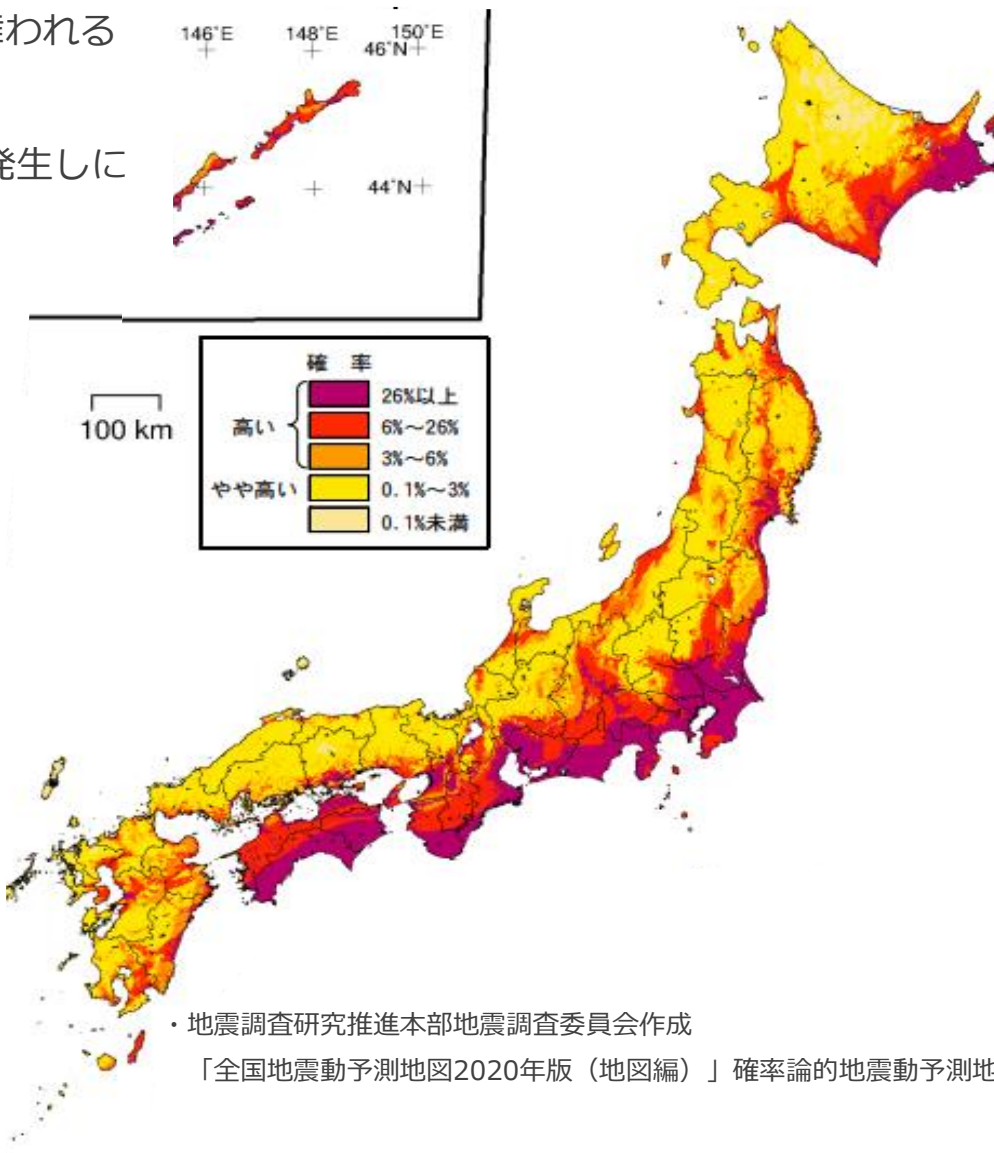 われる
発生しに
146°E
148°E
150°E
46°N
44°N
100 km
確 率
高い
26%以上
6%～26%
3%～6%
やや高い
0.1%～3%
0.1%未満
・地震調査研究推進本部地震調査委員会作成
「全国地震動予測地図2020年版（地図編）」確率論的地震動予測地